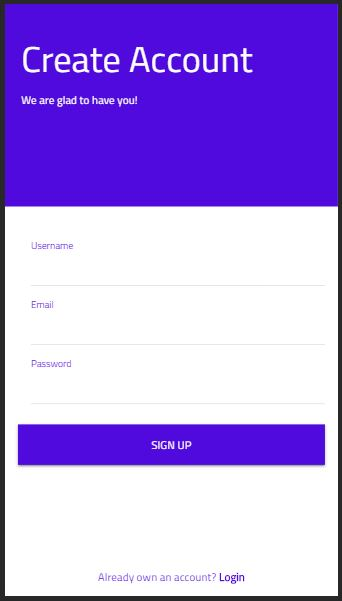 Create Account
We are glad to have you!
Username
Email
Password
SIGN UP
Already own an account? Login